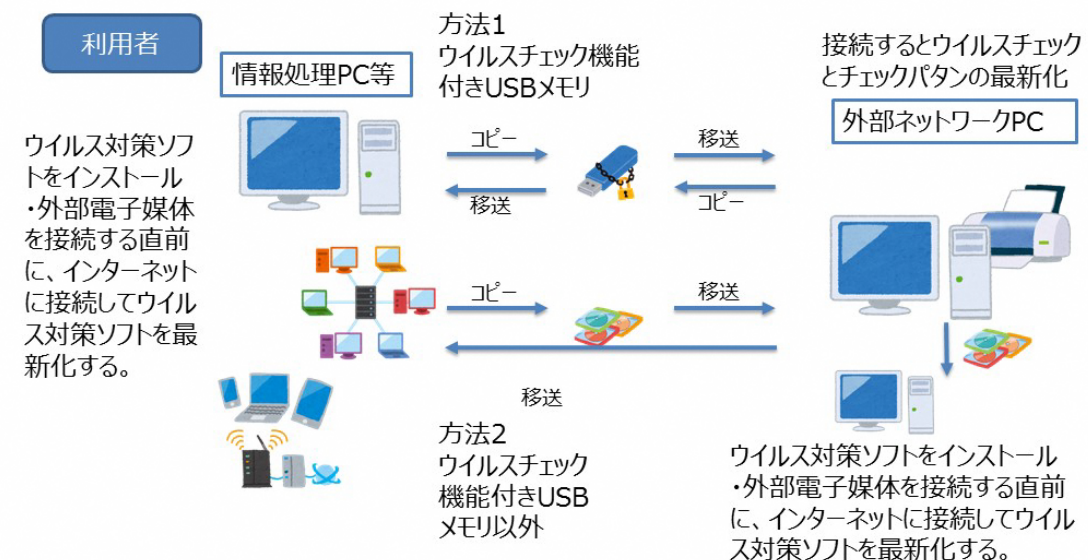 利用者
情報処理PC等
方法1
ウイルスチェック機能
付きUSBメモリ
接続するとウイルスチェック
とチェックパタンの最新化
外部ネットワークPC
ウイルス対策ソフ
トをインストール
・外部電子媒体
を接続する直前
に、インターネット
に接続してウイル
ス対策ソフトを最
新化する。
コピー
移送
移送
コピー
コピー
移送
移送
方法2
ウイルスチェック
機能付きUSB
メモリ以外
ウイルス対策ソフトをインストール
・外部電子媒体を接続する直前
に、インターネットに接続してウイル
ス対策ソフトを最新化する。